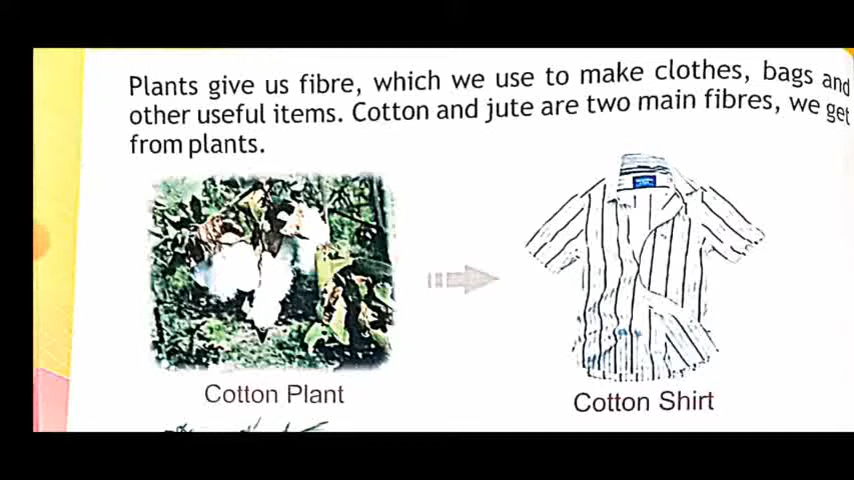 Plants give us fibre, which we use to make clothes, bags and
other useful items. Cotton and jute are two main fibres, we get
from plants.
Cotton Plant
Cotton Shirt